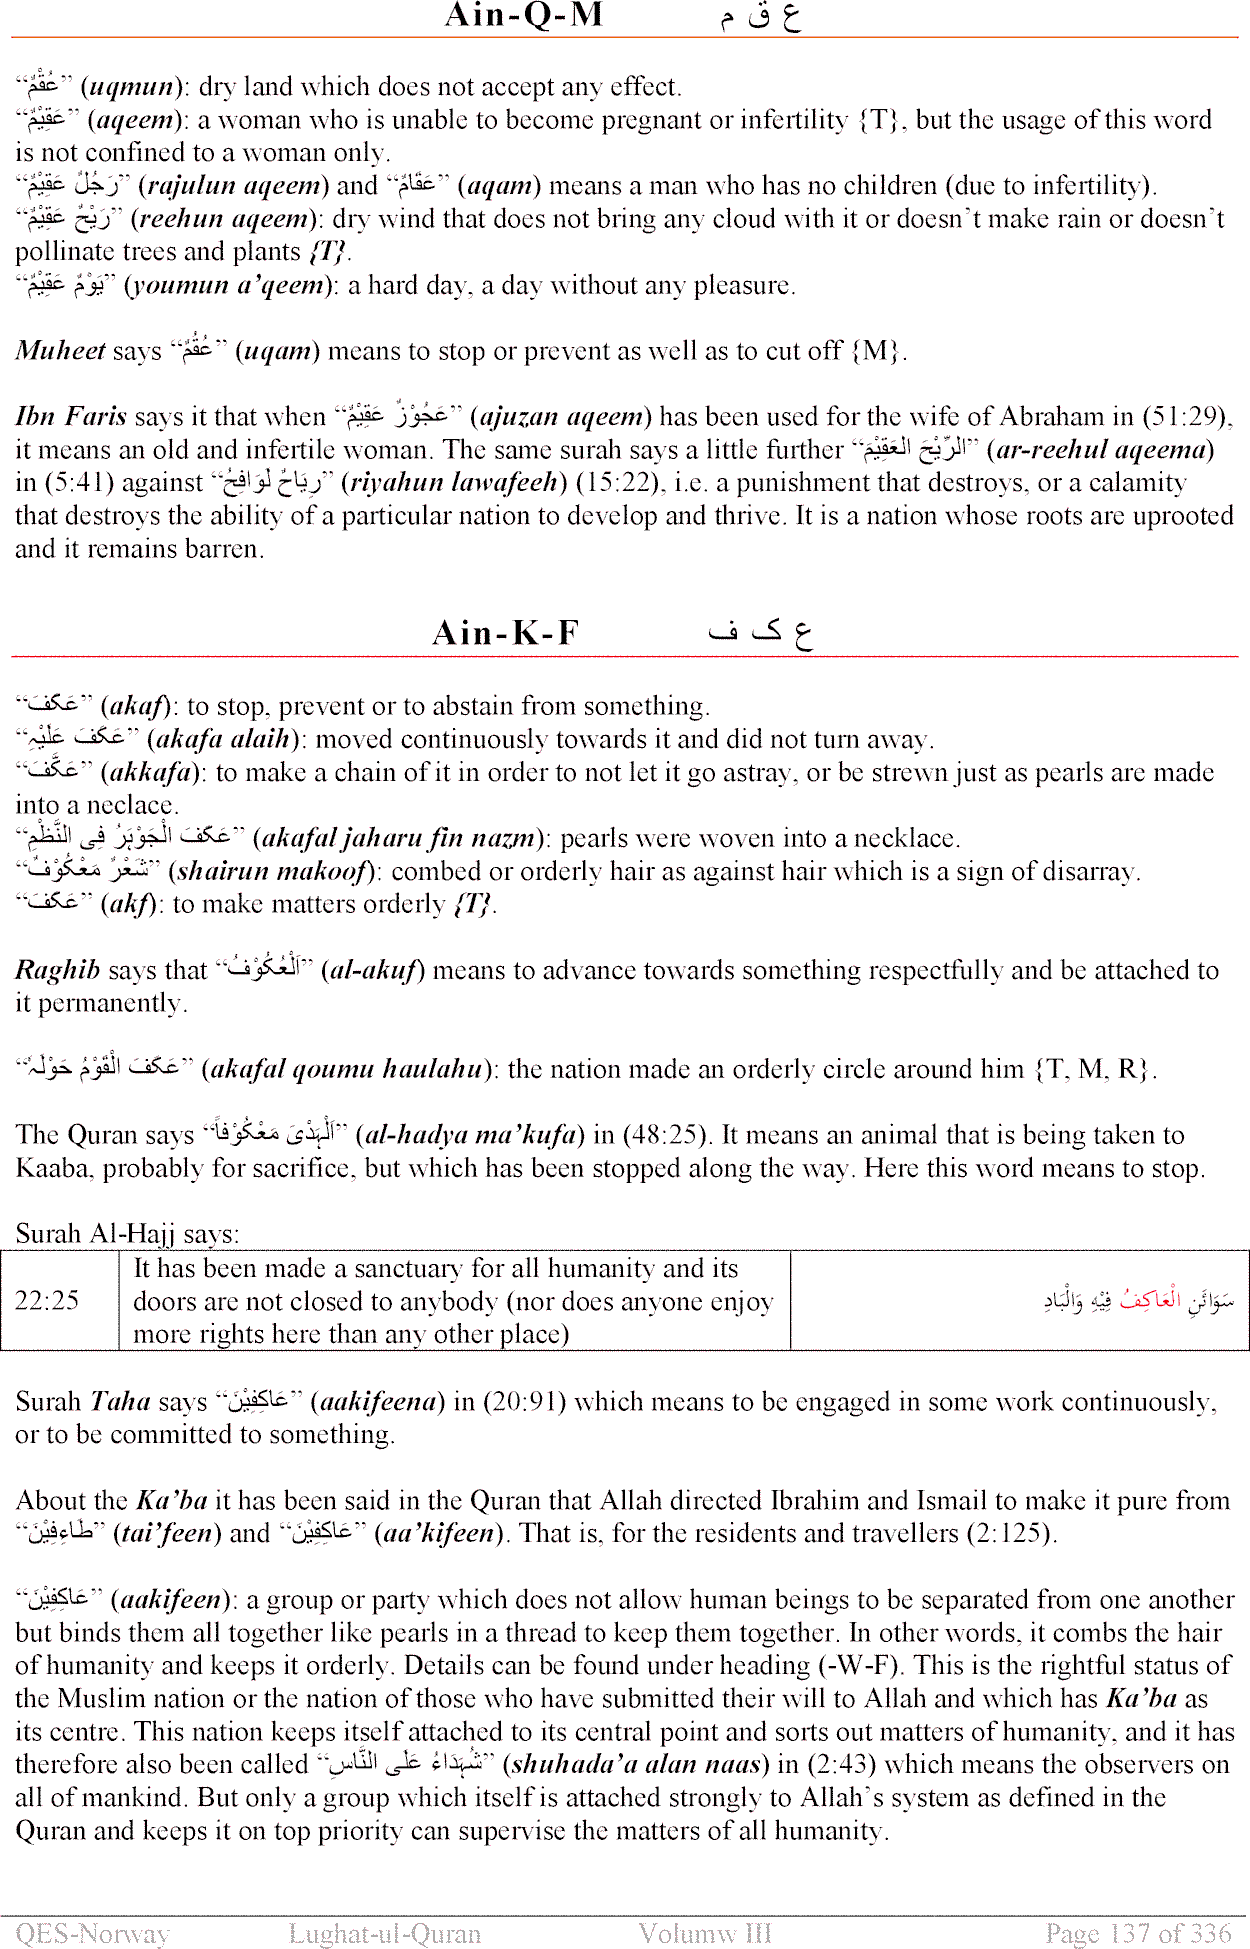 Ain-Q-M ع ق م
“عُقْمٌ” (uqmun): dry land which does not accept any effect.
“عَقِيْمٌ” (aqeem): a woman who is unable to become pregnant or infertility {T}, but the usage of this word
is not confined to a woman only.
“رَجُلٌ عَقِيْمٌ” (rajulun aqeem) and “عَقَامٌ” (aqam) means a man who has no children (due to infertility).
“رِيْحٌ عَقِيْمٌ” (reehun aqeem): dry wind that does not bring any cloud with it or doesn’t make rain or doesn’t
pollinate trees and plants {T}.
“يَوْمٌ عَقِيْمٌ” (youmun a’qeem): a hard day, a day without any pleasure.
Muheet says “عُقُمٌ” (uqam) means to stop or prevent as well as to cut off {M}.
Ibn Faris says it that when “عَجُوْزٌ عَقِيْمٌ” (ajuzan aqeem) has been used for the wife of Abraham in (51:29),
it means an old and infertile woman. The same surah says a little further “الرِّيْحَ الْعَقِيْمَ” (ar-reehul aqeema)
in (5:41) against “رِيَاحٌ لَوَافِحُ” (riyahun lawafeeh) (15:22), i.e. a punishment that destroys, or a calamity
that destroys the ability of a particular nation to develop and thrive. It is a nation whose roots are uprooted
and it remains barren.
Ain-K-F ع ک ف
“عَكَفَ” (akaf): to stop, prevent or to abstain from something.
“عَكَفَ عَلَيْہِ” (akafa alaih): moved continuously towards it and did not turn away.
“عَكَّفَ” (akkafa): to make a chain of it in order to not let it go astray, or be strewn just as pearls are made
into a neclace.
“عَكَفَ الْجَوْہَرُ فِی النَّظْمِ” (akafal jaharu fin nazm): pearls were woven into a necklace.
“شَعْرٌ مَعْكُوْفٌ” (shairun makoof): combed or orderly hair as against hair which is a sign of disarray.
“عَكَفَ” (akf): to make matters orderly {T}.
Raghib says that “اَلْعُكُوْفُ” (al-akuf) means to advance towards something respectfully and be attached to
it permanently.
“عَكَفَ الْقَوْمُ حَوْلَہٗ” (akafal qoumu haulahu): the nation made an orderly circle around him {T, M, R}.
The Quran says “اَلْہَدْیَ مَعْكُوْفاً” (al-hadya ma’kufa) in (48:25). It means an animal that is being taken to
Kaaba, probably for sacrifice, but which has been stopped along the way. Here this word means to stop.
Surah Al-Hajj says:
22:25 It has been made a sanctuary for all humanity and its
doors are not closed to anybody (nor does anyone enjoy سَوَائَنِ الْعَاكِفُ فِيْهِ وَالْبَادِ
more rights here than any other place)
Surah Taha says “عَاكِفِيْنَ” (aakifeena) in (20:91) which means to be engaged in some work continuously,
or to be committed to something.
About the Ka’ba it has been said in the Quran that Allah directed Ibrahim and Ismail to make it pure from
“طَاءِفِيْنَ” (tai’feen) and “عَاكِفِيْنَ” (aa’kifeen). That is, for the residents and travellers (2:125).
“عَاكِفِيْنَ” (aakifeen): a group or party which does not allow human beings to be separated from one another
but binds them all together like pearls in a thread to keep them together. In other words, it combs the hair
of humanity and keeps it orderly. Details can be found under heading (-W-F). This is the rightful status of
the Muslim nation or the nation of those who have submitted their will to Allah and which has Ka’ba as
its centre. This nation keeps itself attached to its central point and sorts out matters of humanity, and it has
therefore also been called “شُہَدَاءُ عَلَی النَّاسِ” (shuhada’a alan naas) in (2:43) which means the observers on
all of mankind. But only a group which itself is attached strongly to Allah’s system as defined in the
Quran and keeps it on top priority can supervise the matters of all humanity.
QES-Norway Lughat-ul-Quran Volumw III Page 137 of 336